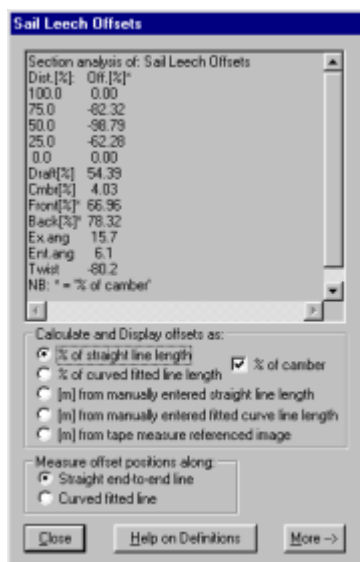 Sail Leech Offsets
Section analysis of: Sail Leech Offsets
Dist.[%]: Off.[%]*
100.0 0.00
75.0 -82.32
50.0 -98.79
25.0 -62.28
0.0 0.00
Draft[%] 54.39
Cmbr[%] 4.03
Front[%]* 66.96
Back[%]* 78.32
Ex.ang 15.7
Ent.ang 6.1
Twist -80.2
NB: * = '% of camber'
Calculate and Display offsets as:
% of straight line length
% of camber
% of curved fitted line length
[m] from manually entered straight line length
[m] from manually entered fitted curve line length
[m] from tape measure referenced image
Measure offset positions along:
Straight end-to-end line
Curved fitted line
Close Help on Definitions More -->